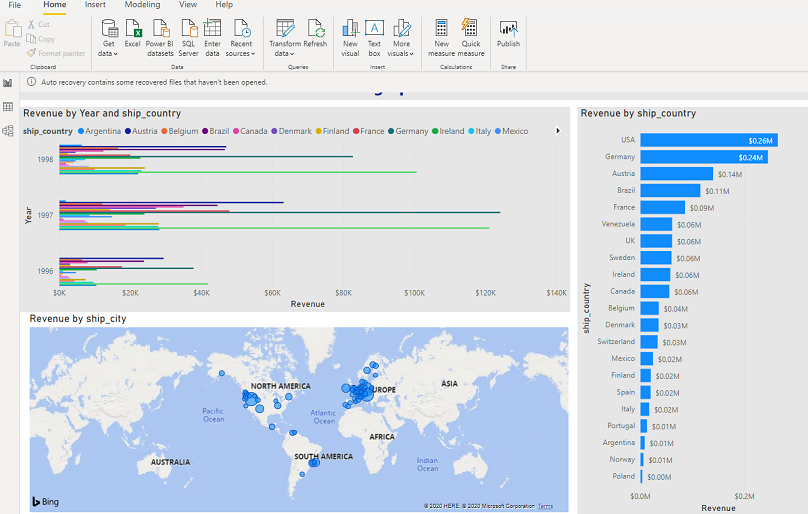 File Home Insert Modeling View Help
Paste
Cut
Copy
Format painter
Get data
Excel
Power BI datasets
SQL Server
Enter data
Recent sources
Transform data
Refresh
New visual
Text box
More visuals
New measure
Quick measure
Publish
Clipboard Data Queries Insert Calculations Share
Auto recovery contains some recovered files that haven't been opened.
Revenue by Year and ship_country
ship_country Argentina Austria Belgium Brazil Canada Denmark Finland France Germany Ireland Italy Mexico
1998
1997
1996
Year
$0K $20K $40K $60K $80K $100K $120K $140K
Revenue
Revenue by ship_city
NORTH AMERICA
EUROPE
ASIA
Pacific Ocean
Atlantic Ocean
AFRICA
Indian Ocean
AUSTRALIA
SOUTH AMERICA
Bing
© 2020 HERE, © 2020 Microsoft Corporation Terms
Revenue by ship_country
ship_country
USA $0.26M
Germany $0.24M
Austria $0.14M
Brazil $0.11M
France $0.09M
Venezuela $0.06M
UK $0.06M
Sweden $0.06M
Ireland $0.06M
Canada $0.06M
Belgium $0.04M
Denmark $0.03M
Switzerland $0.03M
Mexico $0.02M
Finland $0.02M
Spain $0.02M
Italy $0.02M
Portugal $0.01M
Argentina $0.01M
Norway $0.01M
Poland $0.00M
$0.0M $0.2M
Revenue